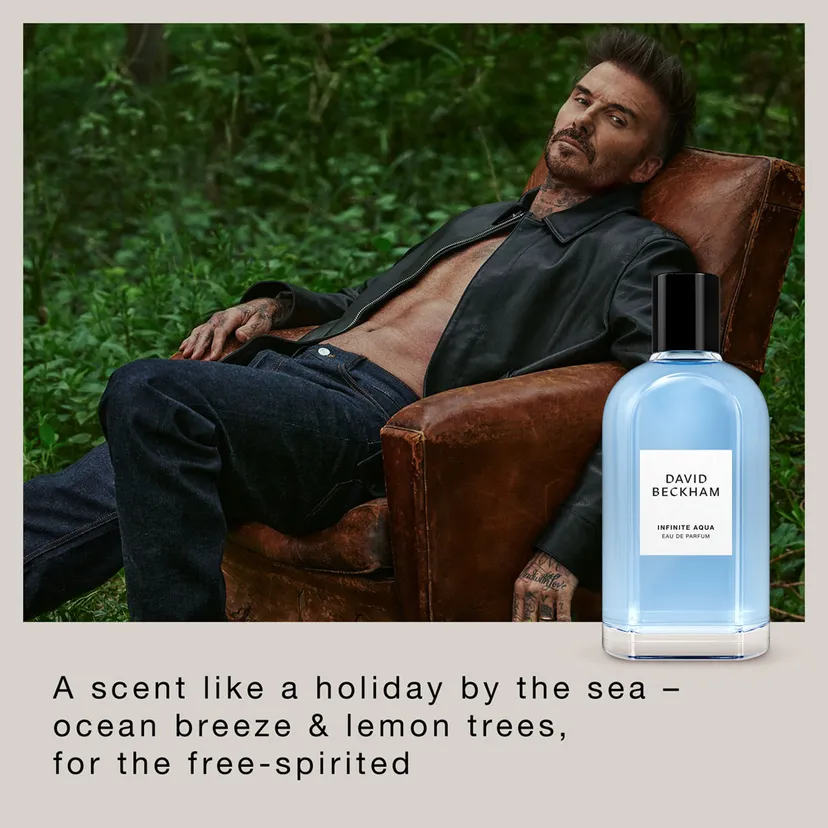 DAVID
BECKHAM
INFINITE AQUA
EAU DE PARFUM
A scent like a holiday by the sea –
ocean breeze & lemon trees,
for the free-spirited